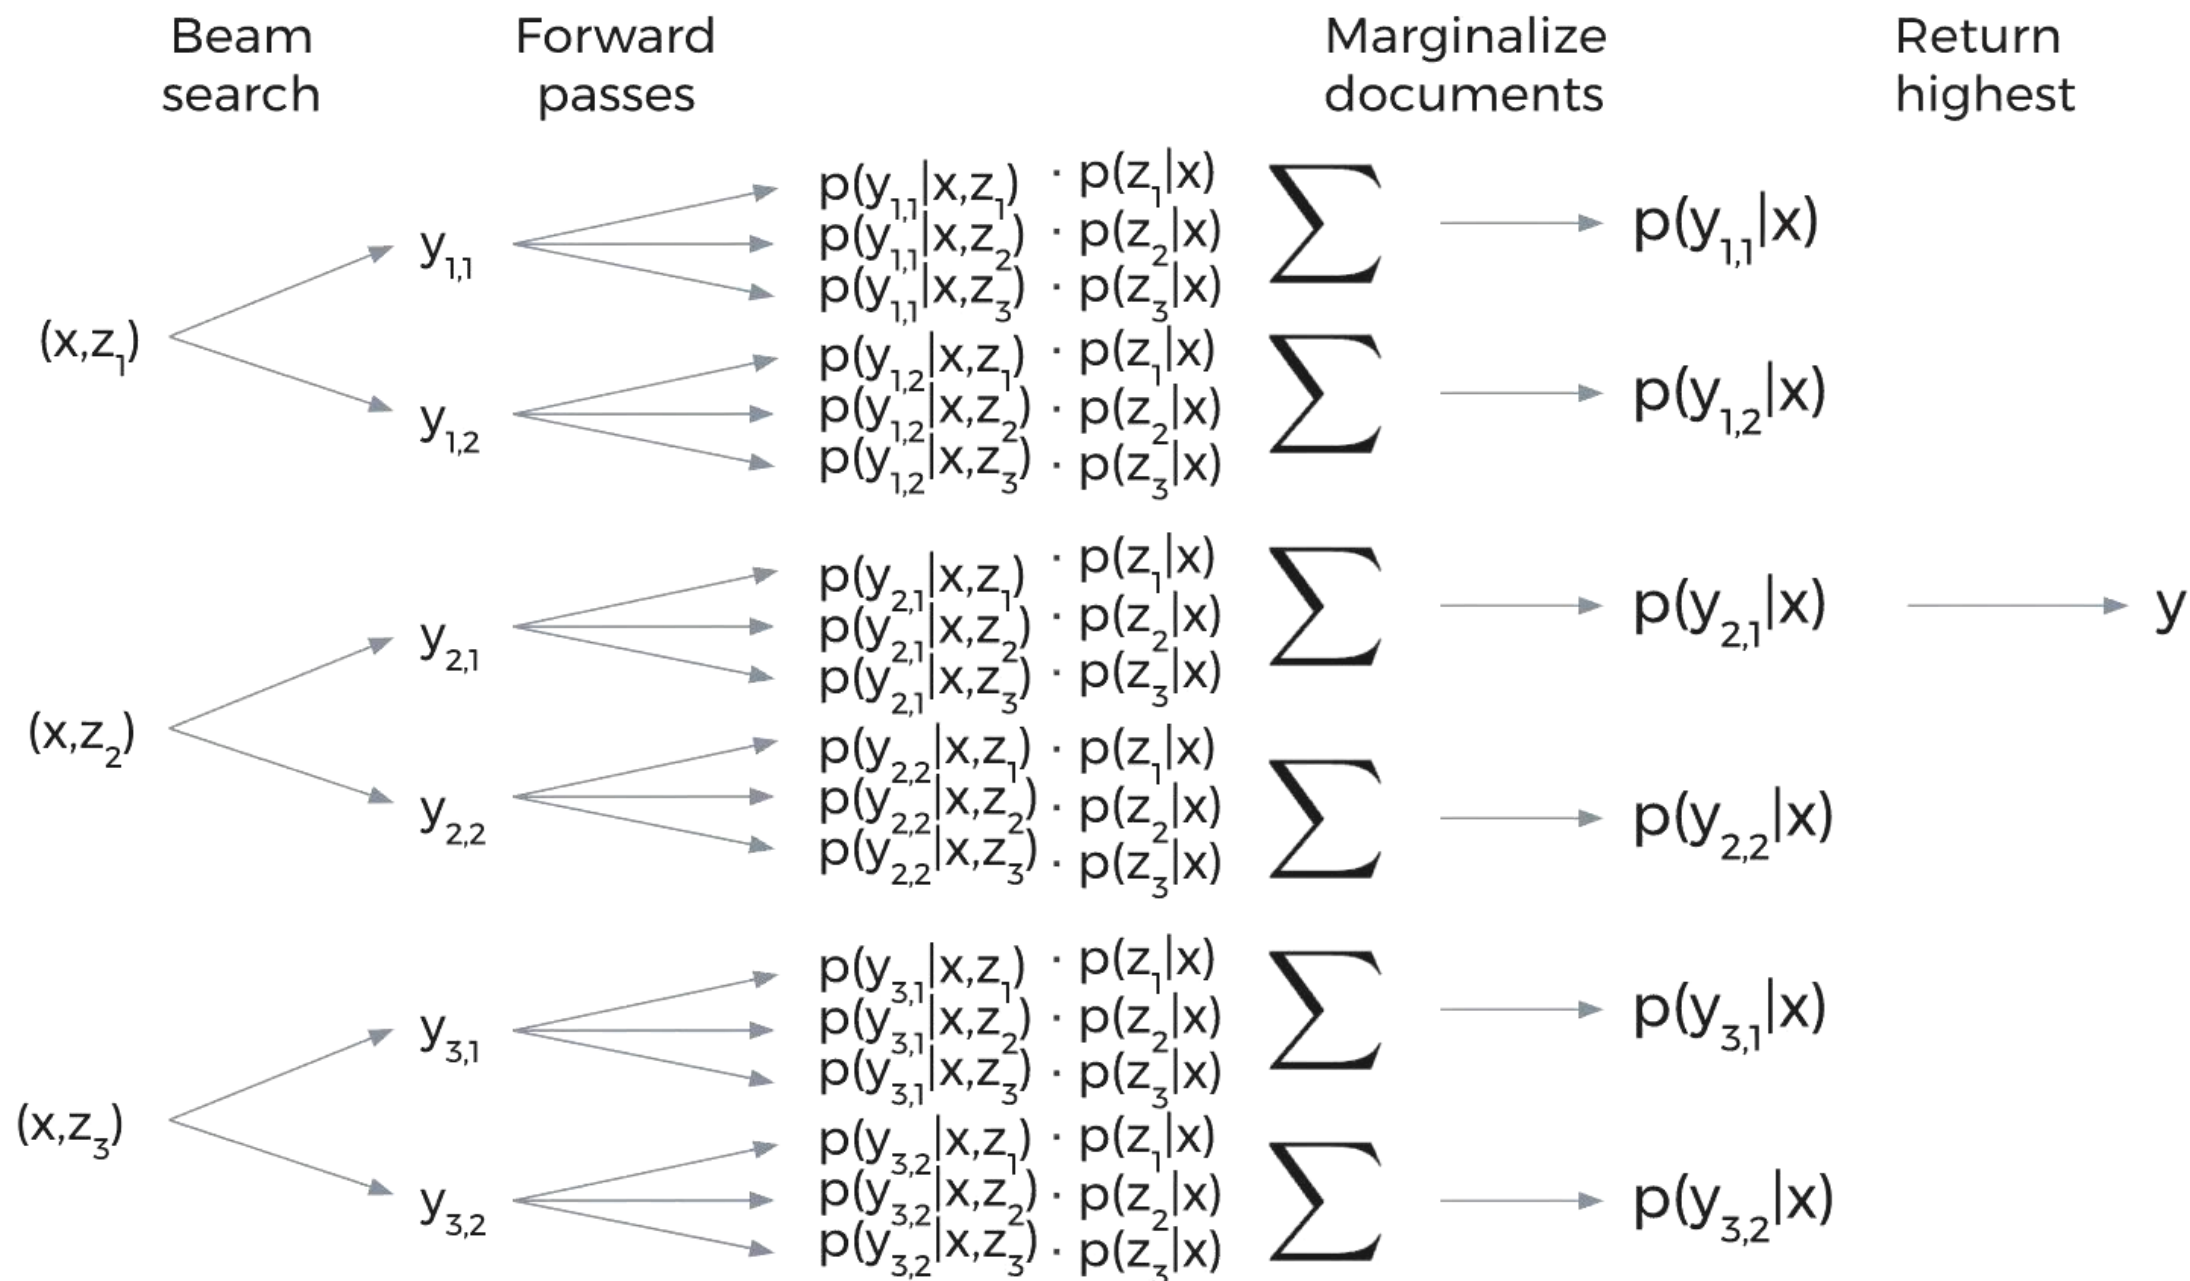 Beam search
Forward passes
Marginalize documents
Return highest
(x,z₁)
y₁,₁
p(y₁,₁|x,z₁) · p(z₁|x)
p(y₁,₁|x,z₂) · p(z₂|x)
p(y₁,₁|x,z₃) · p(z₃|x)
∑
p(y₁,₁|x)
y₁,₂
p(y₁,₂|x,z₁) · p(z₁|x)
p(y₁,₂|x,z₂) · p(z₂|x)
p(y₁,₂|x,z₃) · p(z₃|x)
∑
p(y₁,₂|x)
(x,z₂)
y₂,₁
p(y₂,₁|x,z₁) · p(z₁|x)
p(y₂,₁|x,z₂) · p(z₂|x)
p(y₂,₁|x,z₃) · p(z₃|x)
∑
p(y₂,₁|x)
y
y₂,₂
p(y₂,₂|x,z₁) · p(z₁|x)
p(y₂,₂|x,z₂) · p(z₂|x)
p(y₂,₂|x,z₃) · p(z₃|x)
∑
p(y₂,₂|x)
(x,z₃)
y₃,₁
p(y₃,₁|x,z₁) · p(z₁|x)
p(y₃,₁|x,z₂) · p(z₂|x)
p(y₃,₁|x,z₃) · p(z₃|x)
∑
p(y₃,₁|x)
y₃,₂
p(y₃,₂|x,z₁) · p(z₁|x)
p(y₃,₂|x,z₂) · p(z₂|x)
p(y₃,₂|x,z₃) · p(z₃|x)
∑
p(y₃,₂|x)